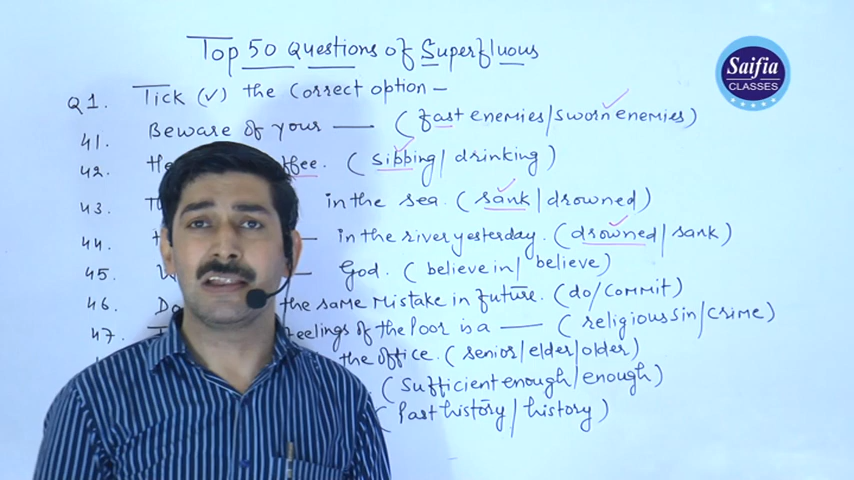 Top 50 Questions of Superfluous
Saifia
CLASSES
Q1. Tick (✓) the Correct option –
41. Beware of your —— (fast enemies/sworn enemies)
42. He ffee. (sibbing/drinking)
43. in the sea. (sank/drowned)
44. — in the river yesterday. (drowned/sank)
45. — God. (believe in/believe)
46. Do the same mistake in future. (do/commit)
47. eelings of the Poor is a —— (religious sin/crime)
the office. (senior/elder/older)
(Sufficient enough/enough)
(Past history/history)